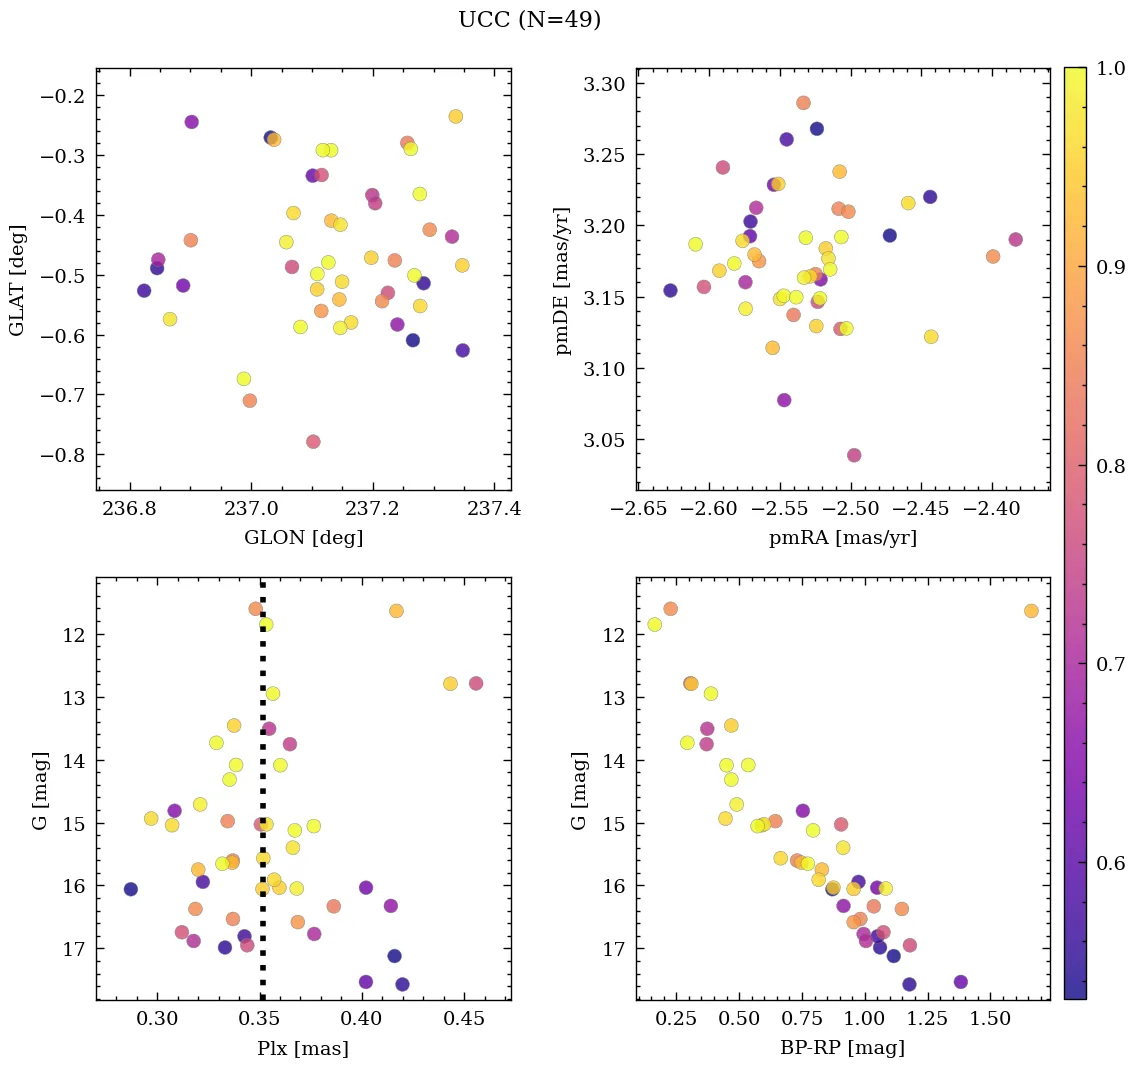 UCC (N=49)
−0.2
−0.3
−0.4
−0.5
−0.6
−0.7
−0.8
GLAT [deg]
236.8 237.0 237.2 237.4
GLON [deg]
3.30
3.25
3.20
3.15
3.10
3.05
pmDE [mas/yr]
−2.65 −2.60 −2.55 −2.50 −2.45 −2.40
pmRA [mas/yr]
12
13
14
15
16
17
G [mag]
0.30 0.35 0.40 0.45
Plx [mas]
12
13
14
15
16
17
G [mag]
0.25 0.50 0.75 1.00 1.25 1.50
BP-RP [mag]
1.0
0.9
0.8
0.7
0.6